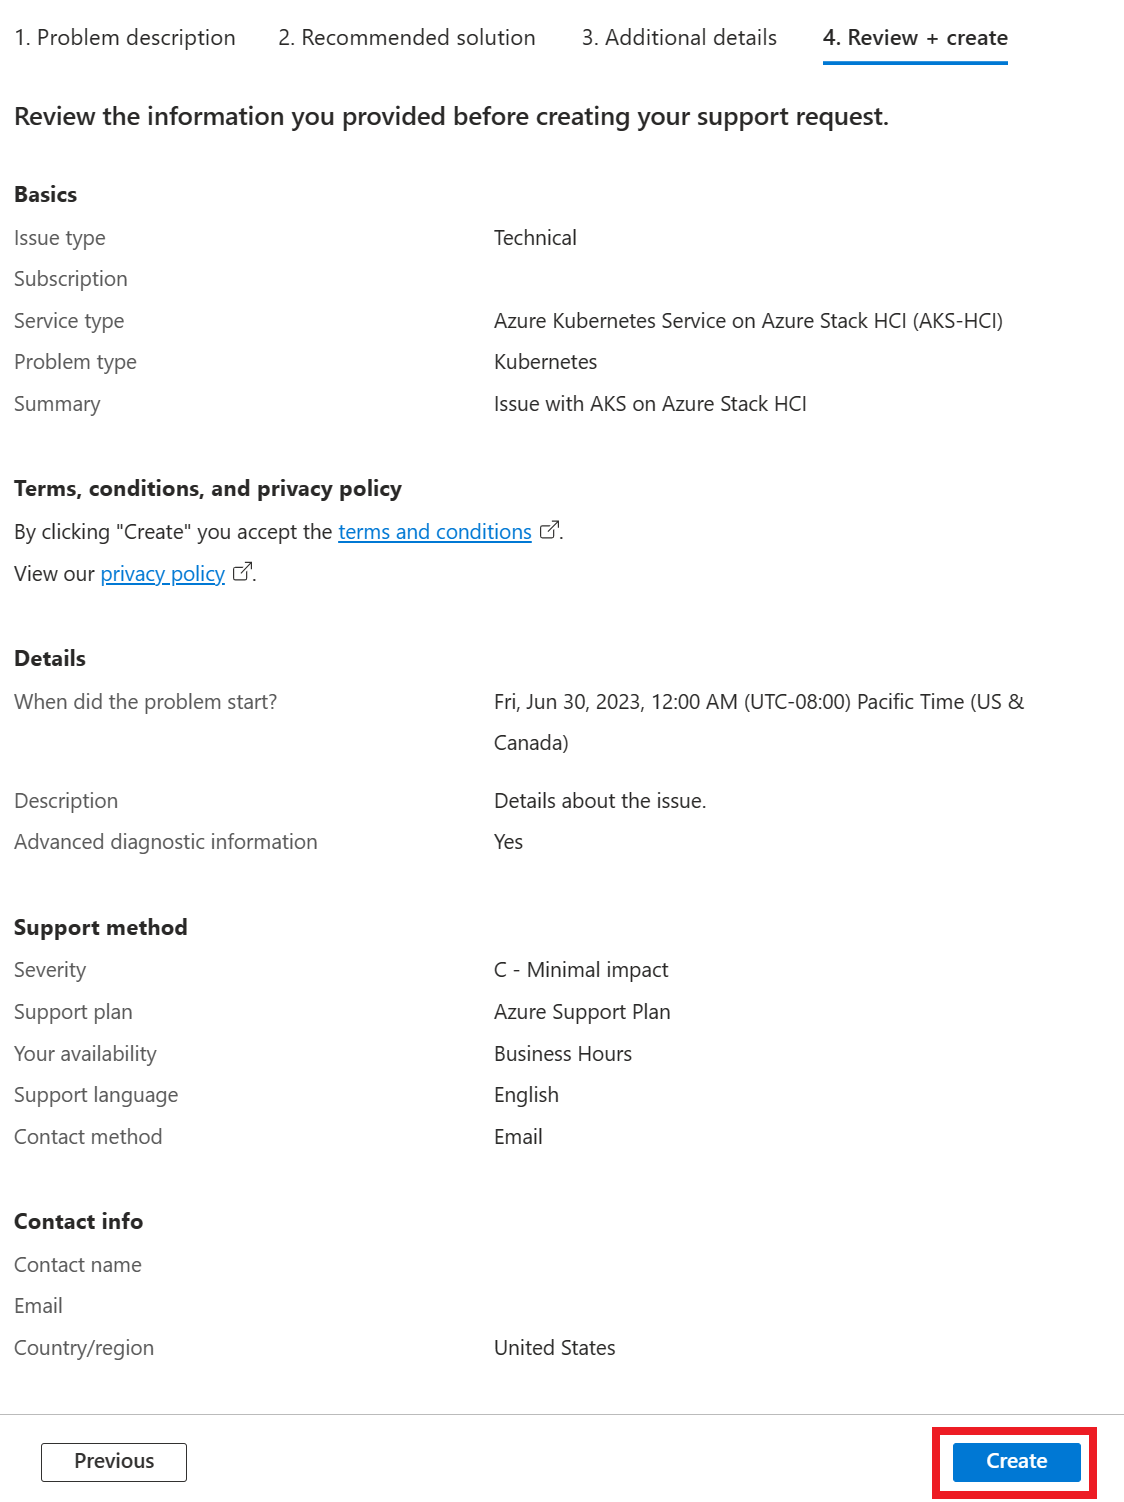 1. Problem description 2. Recommended solution 3. Additional details 4. Review + create
Review the information you provided before creating your support request.
Basics
Issue type Technical
Subscription
Service type Azure Kubernetes Service on Azure Stack HCI (AKS-HCI)
Problem type Kubernetes
Summary Issue with AKS on Azure Stack HCI
Terms, conditions, and privacy policy
By clicking "Create" you accept the terms and conditions.
View our privacy policy.
Details
When did the problem start? Fri, Jun 30, 2023, 12:00 AM (UTC-08:00) Pacific Time (US &
Canada)
Description Details about the issue.
Advanced diagnostic information Yes
Support method
Severity C - Minimal impact
Support plan Azure Support Plan
Your availability Business Hours
Support language English
Contact method Email
Contact info
Contact name
Email
Country/region United States
Previous Create